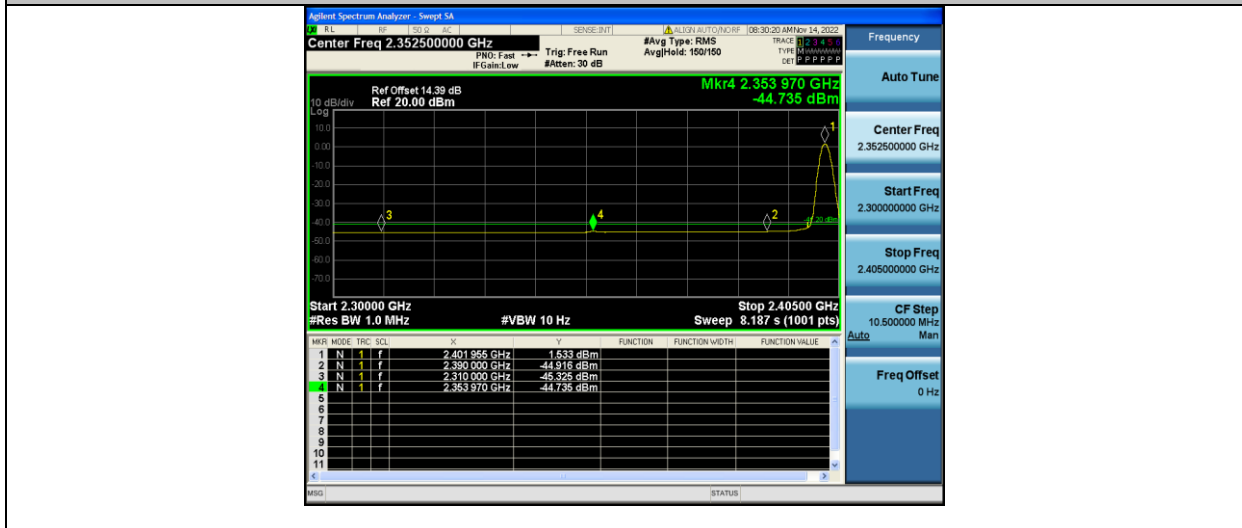 Agilent Spectrum Analyzer - Swept SA
RL RF 50 Ω AC SENSE:INT ALIGN AUTO/NO RF 08:30:20 AM Nov 14, 2022
Center Freq 2.352500000 GHz
PNO: Fast
IFGain:Low
Trig: Free Run
#Atten: 30 dB
#Avg Type: RMS
Avg|Hold: 150/150
TRACE 1 2 3 4 5 6
TYPE M
DET P P P P P P
Ref Offset 14.39 dB
10 dB/div Ref 20.00 dBm
Log
Mkr4 2.353 970 GHz
-44.735 dBm
10.0
0.00
-10.0
-20.0
-30.0
-40.0
-50.0
-60.0
-70.0
1
2
3
4
Start 2.30000 GHz Stop 2.40500 GHz
#Res BW 1.0 MHz #VBW 10 Hz Sweep 8.187 s (1001 pts)
MKR MODE TRC SCL X Y FUNCTION FUNCTION WIDTH FUNCTION VALUE
1 N 1 f 2.401 955 GHz 1.533 dBm
2 N 1 f 2.390 000 GHz -44.916 dBm
3 N 1 f 2.310 000 GHz -45.325 dBm
4 N 1 f 2.353 970 GHz -44.735 dBm
5
6
7
8
9
10
11
MSG STATUS
Frequency
Auto Tune
Center Freq
2.352500000 GHz
Start Freq
2.300000000 GHz
Stop Freq
2.405000000 GHz
CF Step
10.500000 MHz
Auto Man
Freq Offset
0 Hz